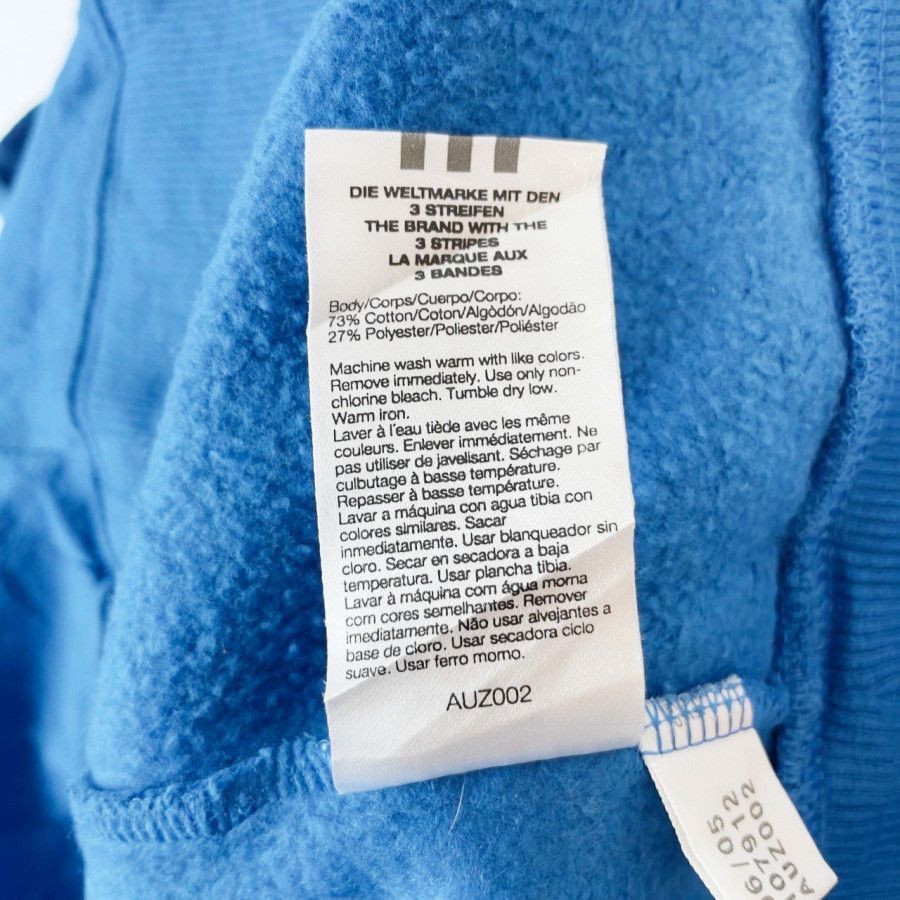 DIE WELTMARKE MIT DEN
3 STREIFEN
THE BRAND WITH THE
3 STRIPES
LA MARQUE AUX
3 BANDES
Body/Corps/Cuerpo/Corpo:
73% Cotton/Coton/Algòdón/Algodão
27% Polyester/Poliester/Poliéster
Machine wash warm with like colors.
Remove immediately. Use only non-
chlorine bleach. Tumble dry low.
Warm iron.
Laver à l'eau tiède avec les même
couleurs. Enlever immédiatement. Ne
pas utiliser de javelisant. Séchage par
culbutage à basse température.
Repasser à basse température.
Lavar a máquina con agua tibia con
colores similares. Sacar
inmediatamente. Usar blanqueador sin
cloro. Secar en secadora a baja
temperatura. Usar plancha tibia.
Lavar à máquina com água morna
com cores semelhantes. Remover
imediatamente. Não usar alvejantes a
base de cloro. Usar secadora ciclo
suave. Usar ferro morno.
AUZ002
06/05
107912
AUZ002